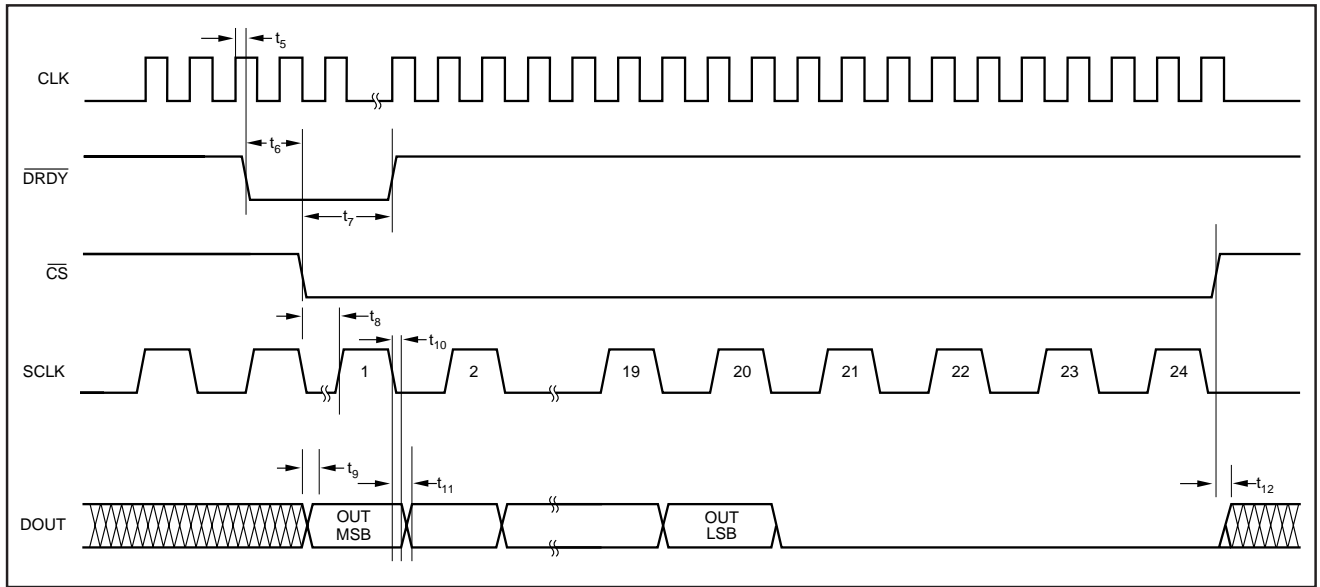 t5
CLK
t6
DRDY
t7
CS
t8
t10
SCLK
1
2
19
20
21
22
23
24
t9
t11
t12
DOUT
OUT
MSB
OUT
LSB